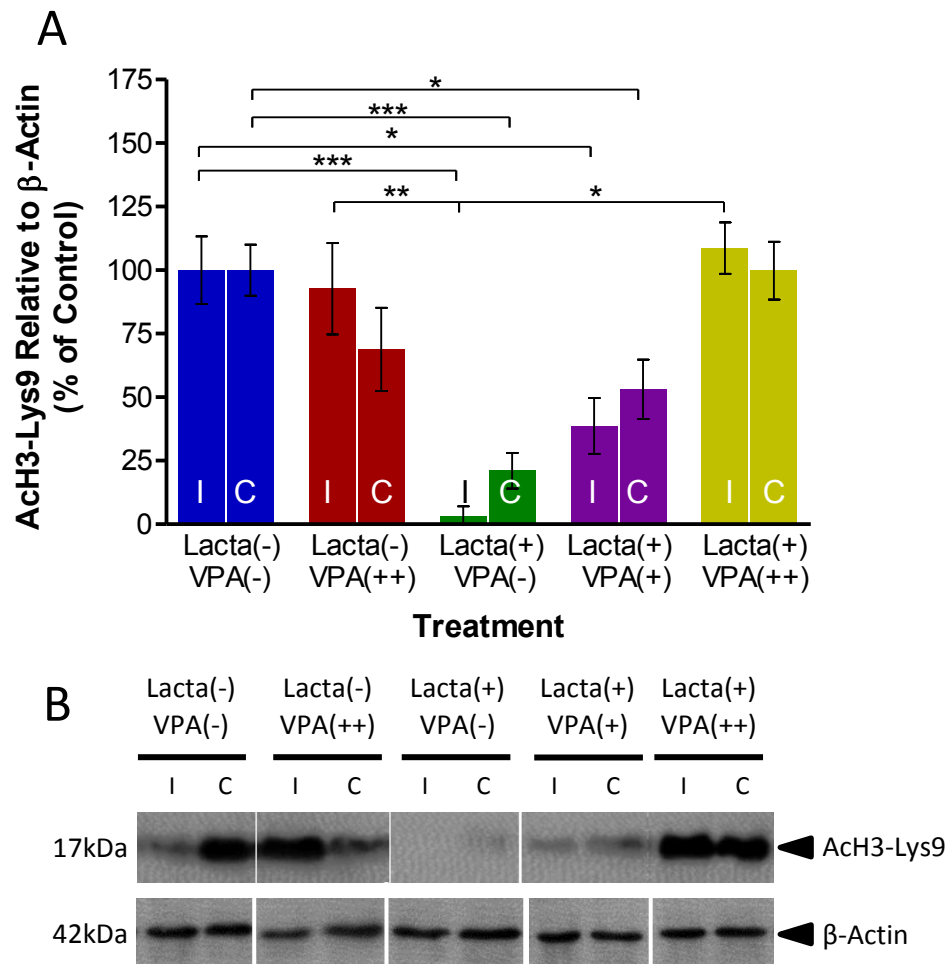 A
AcH3-Lys9 Relative to β-Actin
(% of Control)
175
150
125
100
75
50
25
0
*
***
*
***
**
*
I C I C I C I C I C
Lacta(-) Lacta(-) Lacta(+) Lacta(+) Lacta(+)
VPA(-) VPA(++) VPA(-) VPA(+) VPA(++)
Treatment
B
Lacta(-) Lacta(-) Lacta(+) Lacta(+) Lacta(+)
VPA(-) VPA(++) VPA(-) VPA(+) VPA(++)
I C I C I C I C I C
17kDa AcH3-Lys9
42kDa β-Actin